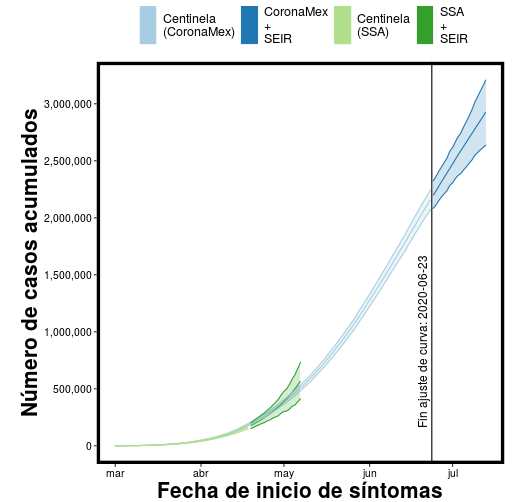 Centinela
(CoronaMex)
CoronaMex
+
SEIR
Centinela
(SSA)
SSA
+
SEIR
Número de casos acumulados
3,000,000
2,500,000
2,000,000
1,500,000
1,000,000
500,000
0
Fin ajuste de curva: 2020-06-23
mar
abr
may
jun
jul
Fecha de inicio de síntomas